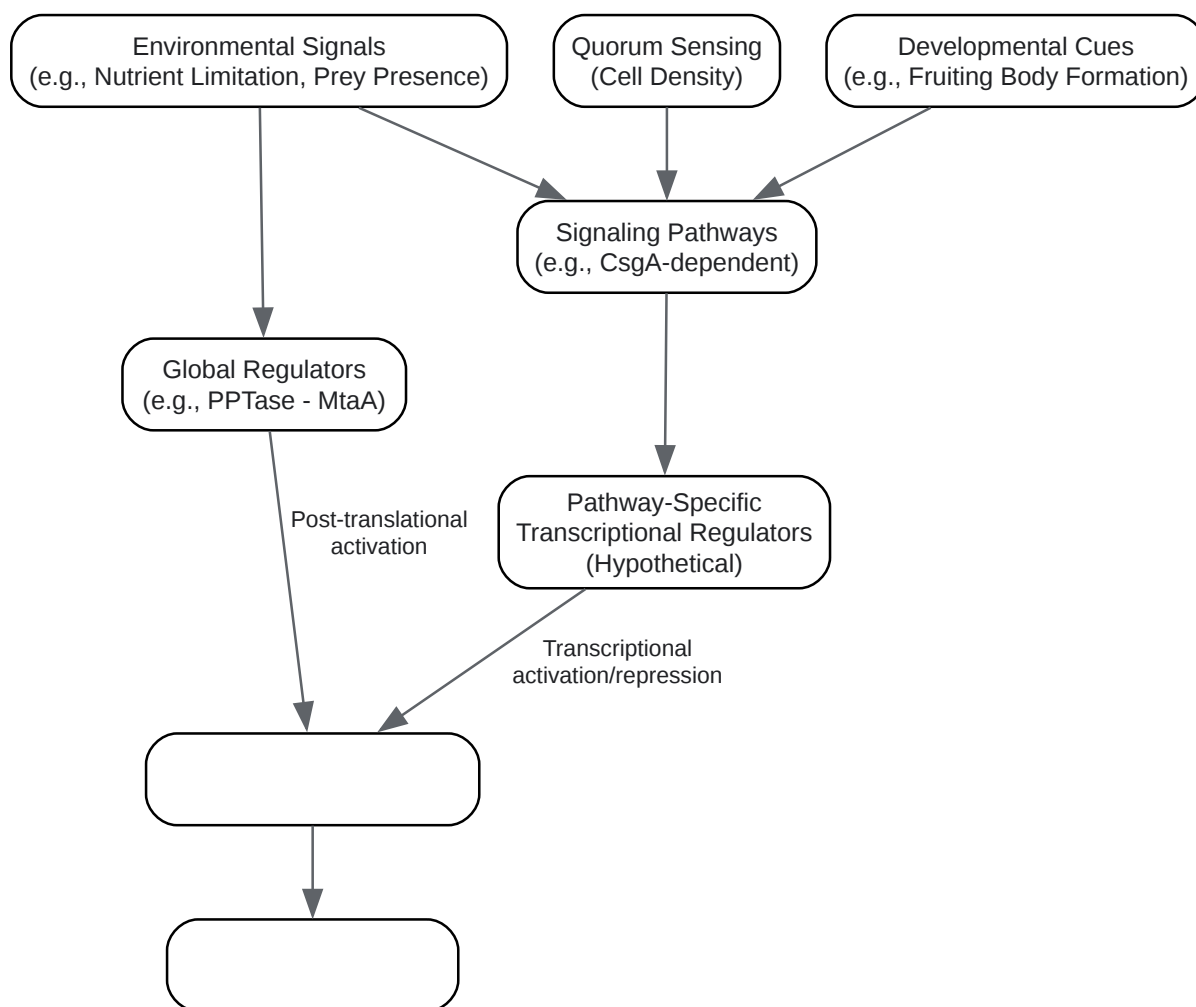 Environmental Signals
(e.g., Nutrient Limitation, Prey Presence)
Quorum Sensing
(Cell Density)
Developmental Cues
(e.g., Fruiting Body Formation)
Signaling Pathways
(e.g., CsgA-dependent)
Global Regulators
(e.g., PPTase - MtaA)
Pathway-Specific
Transcriptional Regulators
(Hypothetical)
Post-translational
activation
Transcriptional
activation/repression